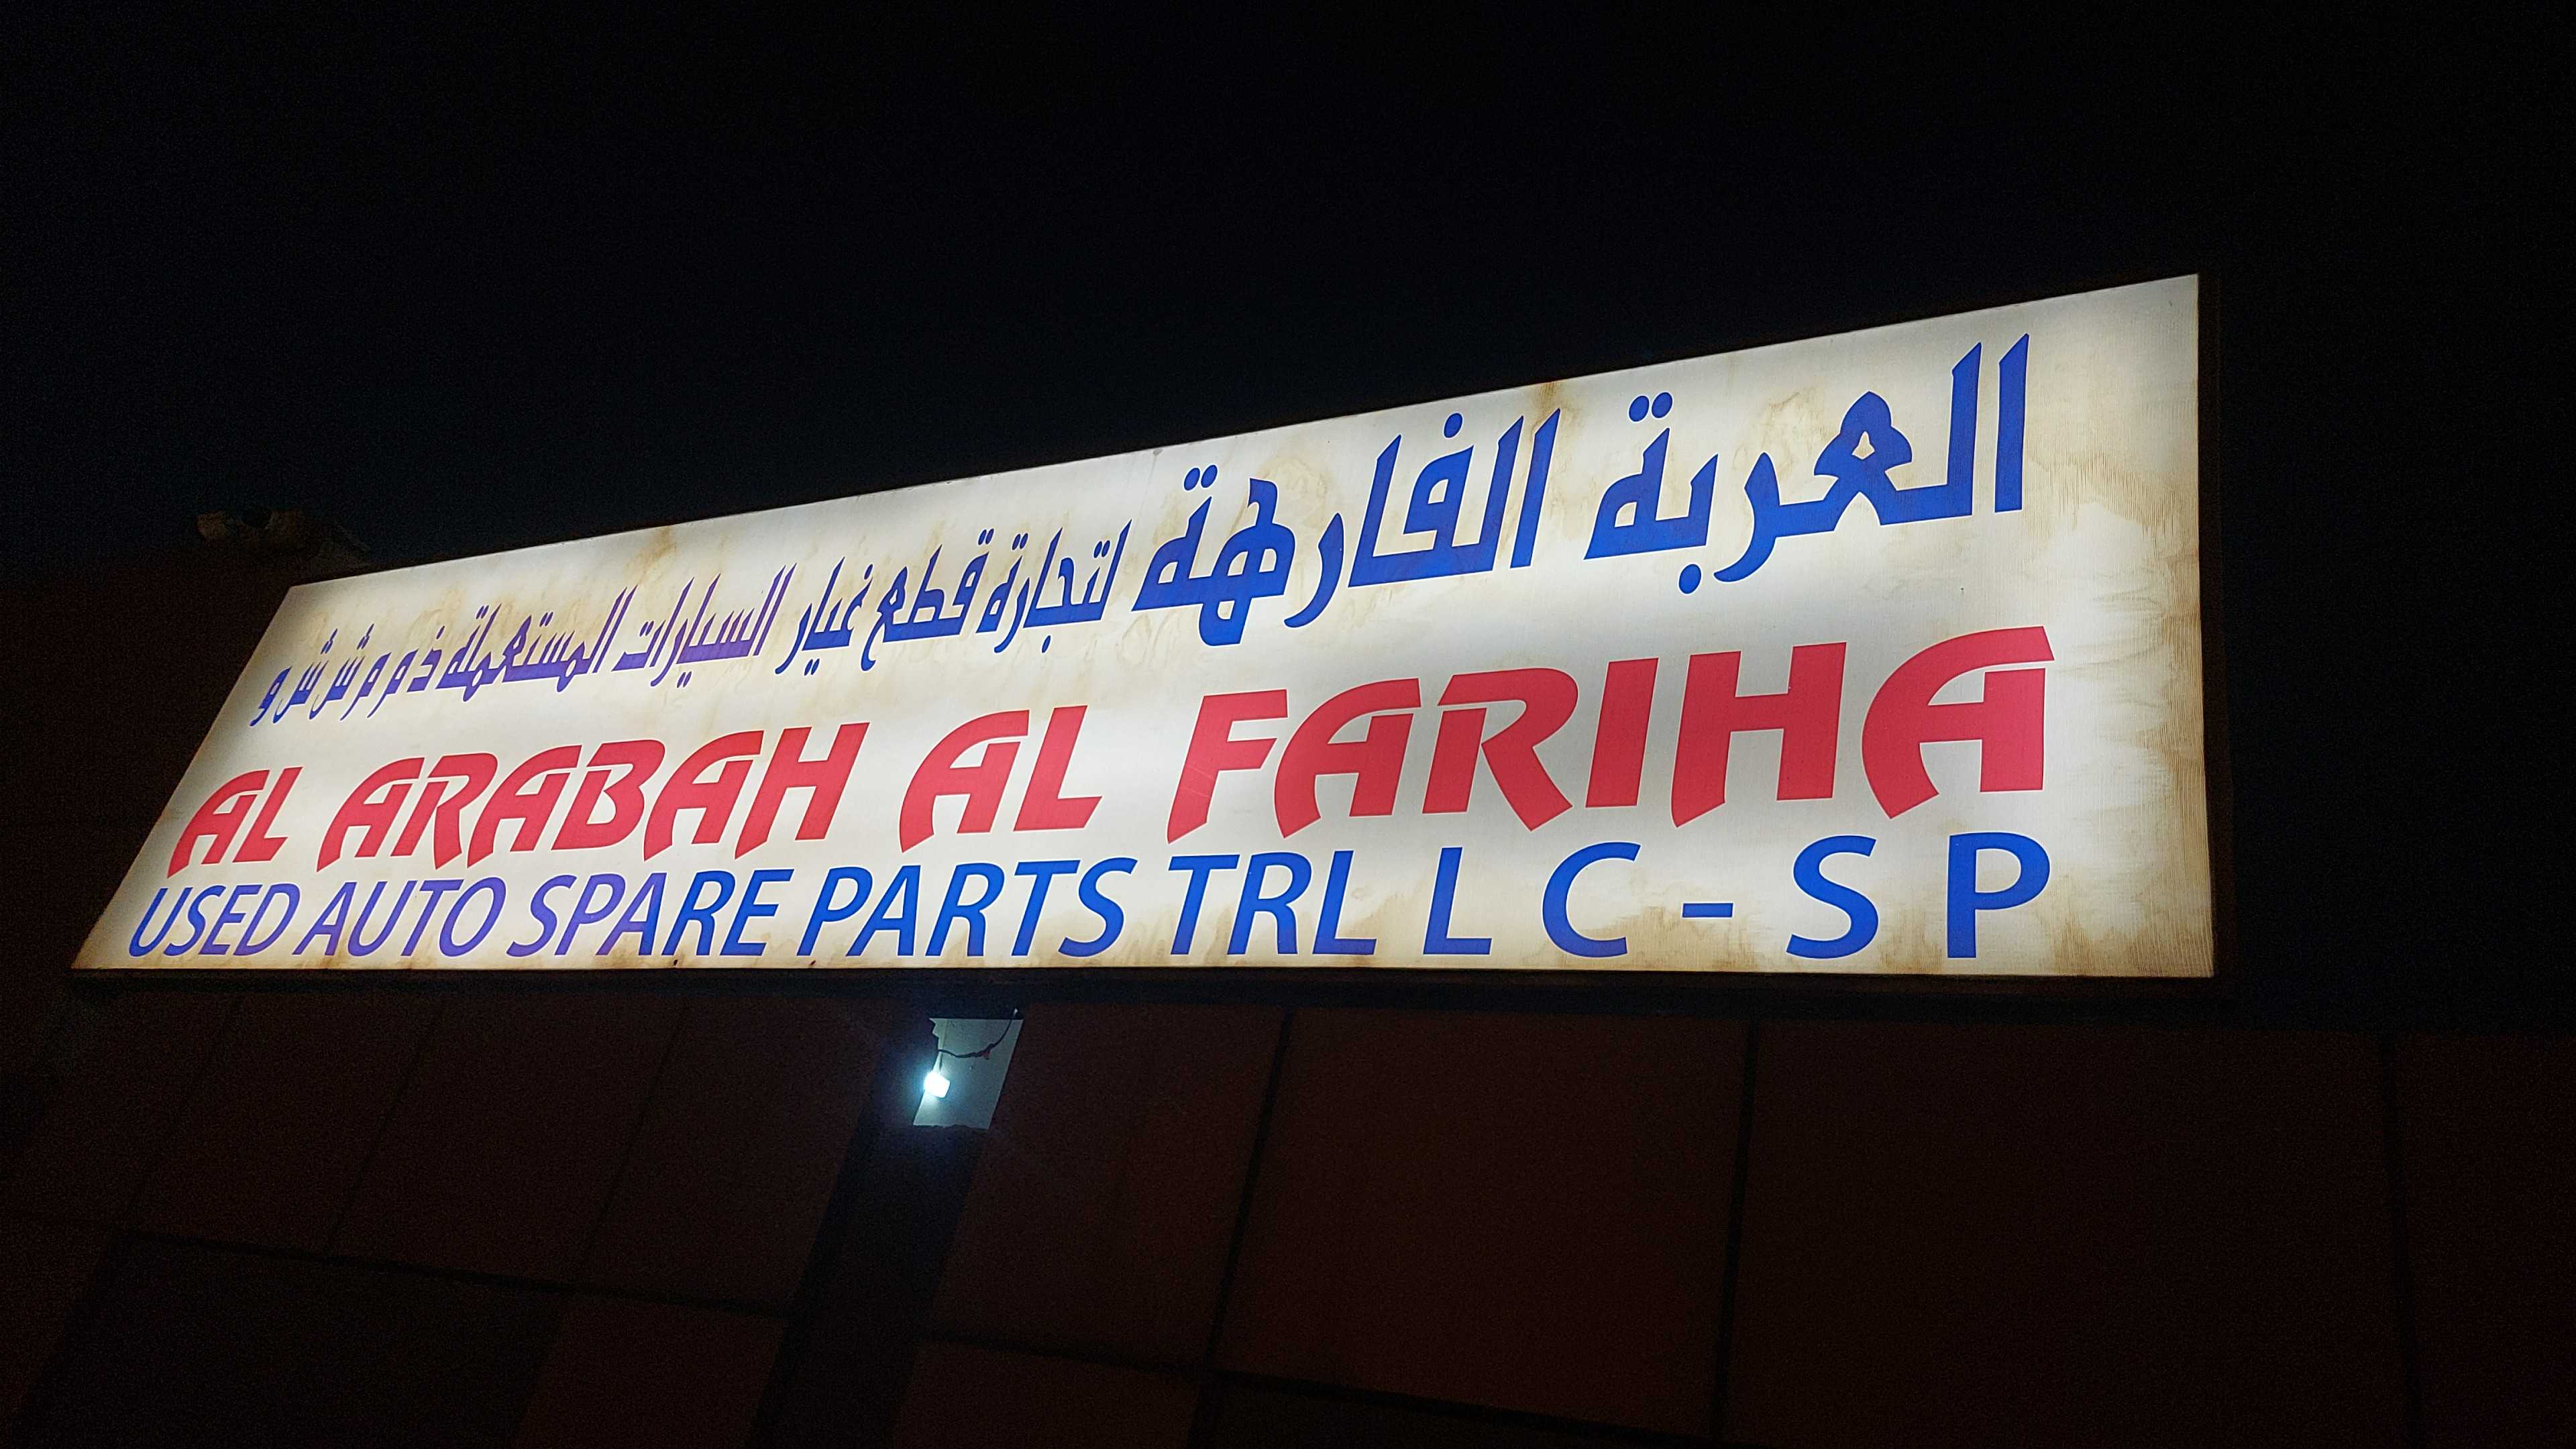 العربة الفارهة لتجارة قطع غيار السيارات المستعملة ذ م م ش ش و
AL ARABAH AL FARIHA
USED AUTO SPARE PARTS TRL L C - S P